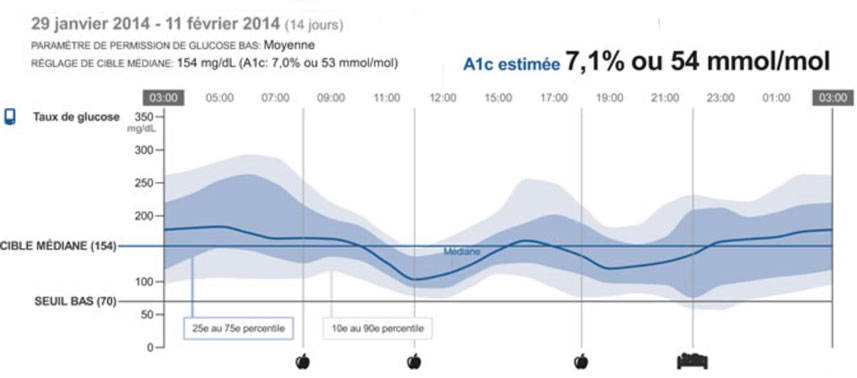 29 janvier 2014 - 11 février 2014 (14 jours)
PARAMÈTRE DE PERMISSION DE GLUCOSE BAS: Moyenne
RÉGLAGE DE CIBLE MÉDIANE: 154 mg/dL (A1c: 7,0% ou 53 mmol/mol)
A1c estimée 7,1% ou 54 mmol/mol
03:00 05:00 07:00 09:00 11:00 12:00 15:00 17:00 19:00 21:00 23:00 01:00 03:00
Taux de glucose
350
mg/dL
300
250
200
CIBLE MÉDIANE (154)
Médiane
100
SEUIL BAS (70)
50
25e au 75e percentile
10e au 90e percentile
0